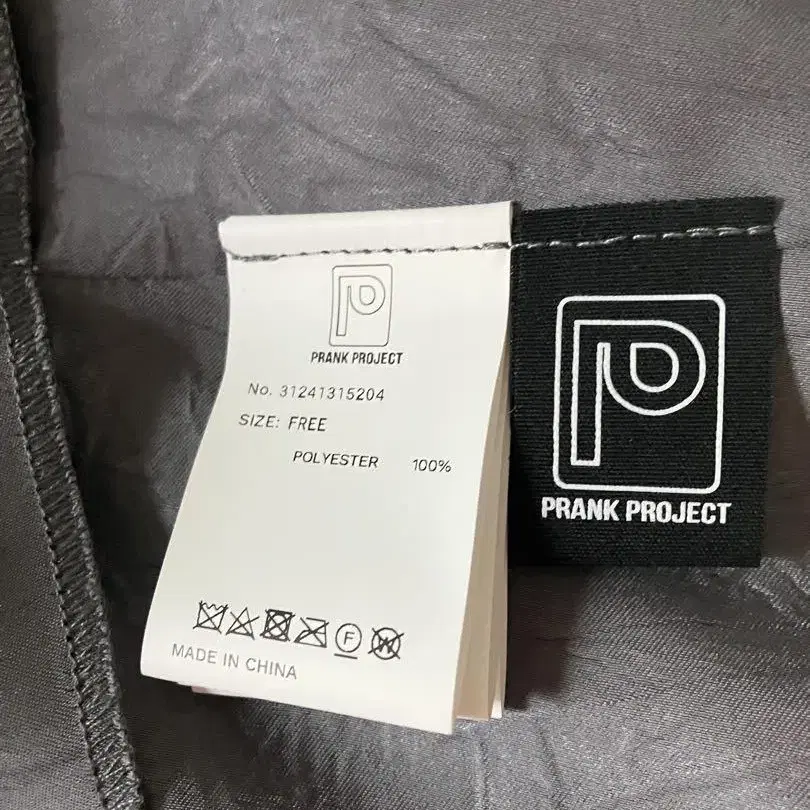 PRANK PROJECT
No. 31241315204
SIZE: FREE
POLYESTER 100%
F
W
MADE IN CHINA
PRANK PROJECT